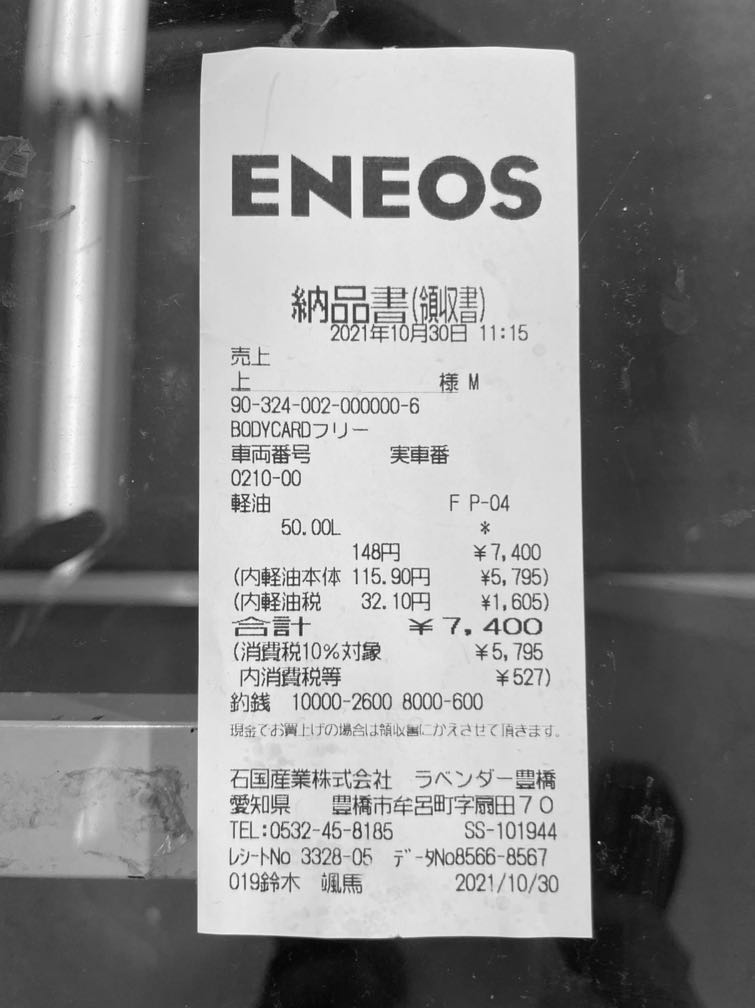 ENEOS
納品書(領収書)
2021年10月30日 11:15
売上
上 様 M
90-324-002-000000-6
BODYCARDフリー
車両番号 実車番
0210-00
軽油 F P-04
50.00L *
148円 ¥7,400
(内軽油本体 115.90円 ¥5,795)
(内軽油税 32.10円 ¥1,605)
合計 ¥7,400
(消費税10%対象 ¥5,795
内消費税等 ¥527)
釣銭 10000-2600 8000-600
現金でお買上げの場合は領収書にかえさせて頂きます。
石国産業株式会社 ラベンダー豊橋
愛知県 豊橋市牟呂町字扇田70
TEL:0532-45-8185 SS-101944
レシートNo 3328-05 データNo8566-8567
019鈴木 颯馬 2021/10/30